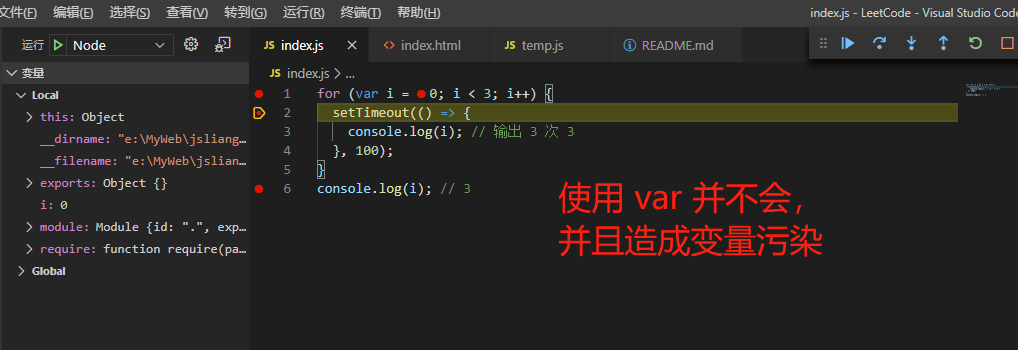 文件(F) 编辑(E) 选择(S) 查看(V) 转到(G) 运行(R) 终端(T) 帮助(H) index.js - LeetCode - Visual Studio Code
运行 Node
JS index.js × <> index.html JS temp.js README.md
变量
JS index.js > ...
Local
this: Object
__dirname: "e:\MyWeb\jsliang...
__filename: "e:\MyWeb\jslian...
exports: Object {}
i: 0
module: Module {id: ".", exp...
require: function require(pa...
Global
1 for (var i = 0; i < 3; i++) {
2 setTimeout(() => {
3 console.log(i); // 输出 3 次 3
4 }, 100);
5 }
6 console.log(i); // 3
使用 var 并不会，
并且造成变量污染